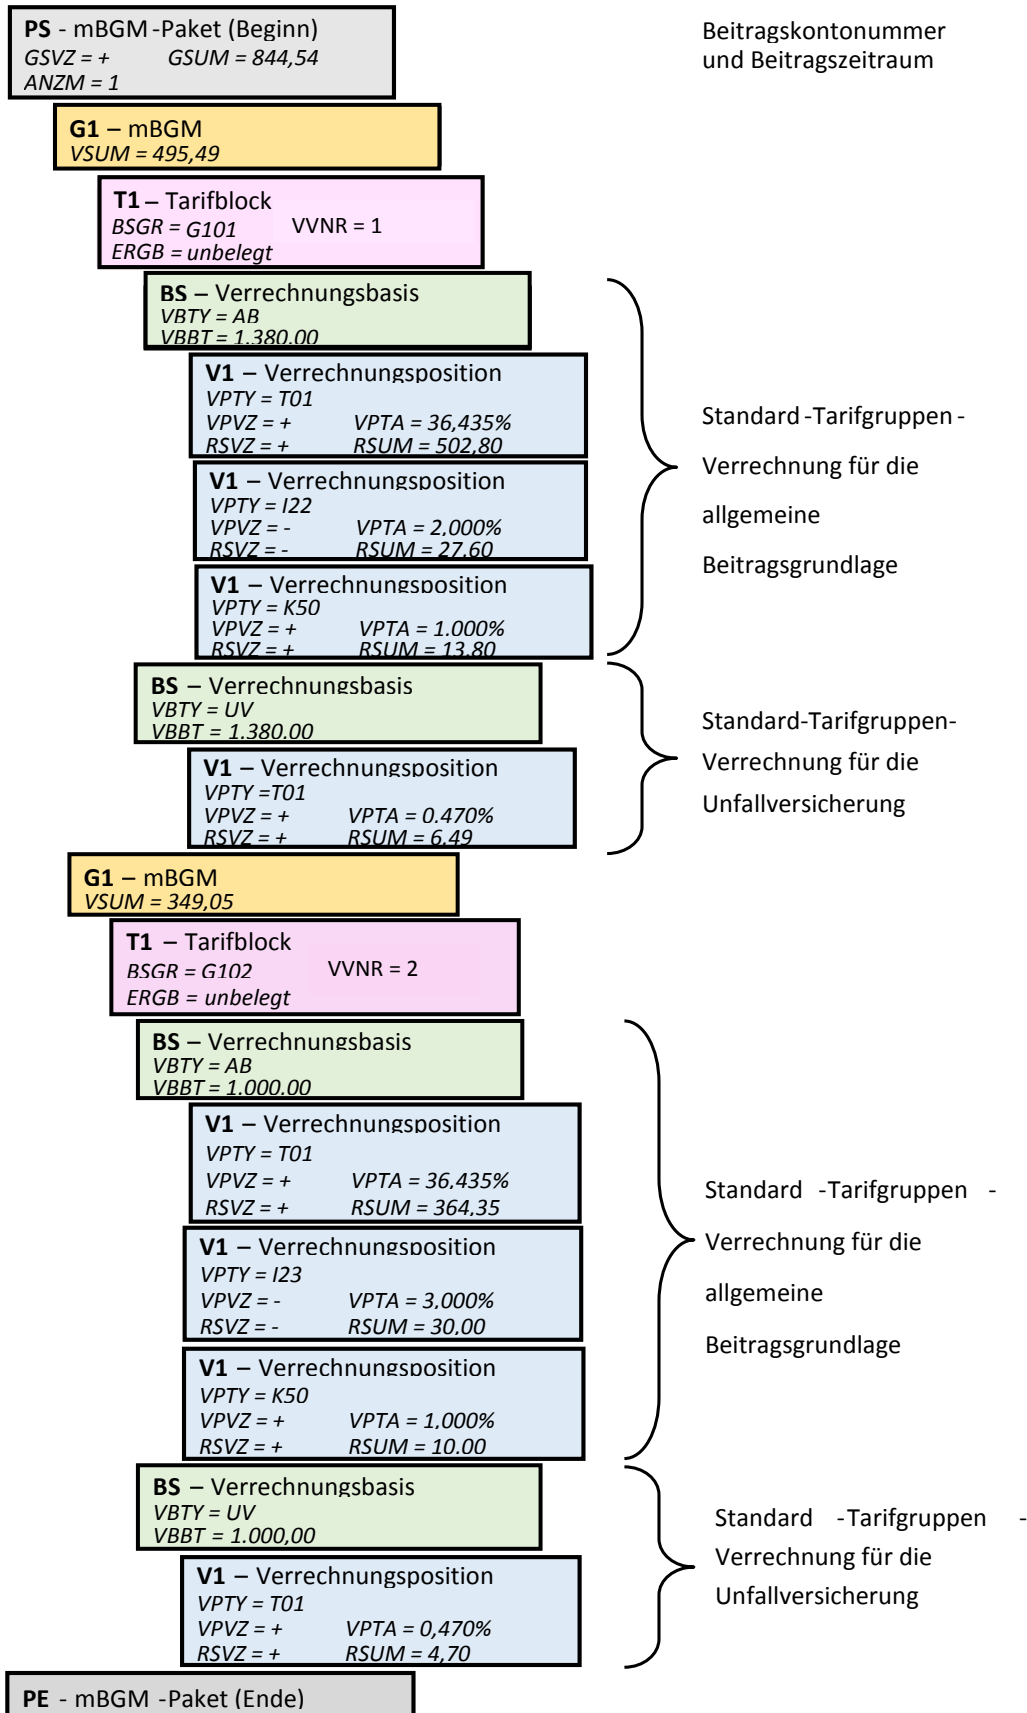 PS - mBGM -Paket (Beginn)
GSVZ = + GSUM = 844,54
ANZM = 1
Beitragskontonummer
und Beitragszeitraum
G1 – mBGM
VSUM = 495,49
T1 – Tarifblock
BSGR = G101 VVNR = 1
ERGB = unbelegt
BS – Verrechnungsbasis
VBTY = AB
VBBT = 1.380,00
V1 – Verrechnungsposition
VPTY = T01
VPVZ = + VPTA = 36,435%
RSVZ = + RSUM = 502,80
V1 – Verrechnungsposition
VPTY = I22
VPVZ = - VPTA = 2,000%
RSVZ = - RSUM = 27,60
V1 – Verrechnungsposition
VPTY = K50
VPVZ = + VPTA = 1,000%
RSVZ = + RSUM = 13,80
Standard -Tarifgruppen -
Verrechnung für die
allgemeine
Beitragsgrundlage
BS – Verrechnungsbasis
VBTY = UV
VBBT = 1.380,00
V1 – Verrechnungsposition
VPTY =T01
VPVZ = + VPTA = 0,470%
RSVZ = + RSUM = 6,49
Standard-Tarifgruppen-
Verrechnung für die
Unfallversicherung
G1 – mBGM
VSUM = 349,05
T1 – Tarifblock
BSGR = G102 VVNR = 2
ERGB = unbelegt
BS – Verrechnungsbasis
VBTY = AB
VBBT = 1.000,00
V1 – Verrechnungsposition
VPTY = T01
VPVZ = + VPTA = 36,435%
RSVZ = + RSUM = 364,35
V1 – Verrechnungsposition
VPTY = I23
VPVZ = - VPTA = 3,000%
RSVZ = - RSUM = 30,00
V1 – Verrechnungsposition
VPTY = K50
VPVZ = + VPTA = 1,000%
RSVZ = + RSUM = 10,00
Standard -Tarifgruppen -
Verrechnung für die
allgemeine
Beitragsgrundlage
BS – Verrechnungsbasis
VBTY = UV
VBBT = 1.000,00
V1 – Verrechnungsposition
VPTY = T01
VPVZ = + VPTA = 0,470%
RSVZ = + RSUM = 4,70
Standard -Tarifgruppen -
Verrechnung für die
Unfallversicherung
PE - mBGM -Paket (Ende)